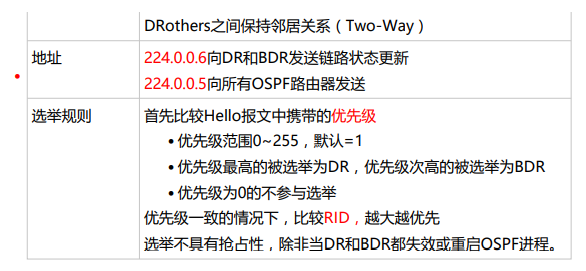 DRothers之间保持邻居关系（Two-Way）
地址
224.0.0.6向DR和BDR发送链路状态更新
224.0.0.5向所有OSPF路由器发送
选举规则
首先比较Hello报文中携带的优先级
•优先级范围0~255，默认=1
•优先级最高的被选举为DR，优先级次高的被选举为BDR
•优先级为0的不参与选举
优先级一致的情况下，比较RID，越大越优先
选举不具有抢占性，除非当DR和BDR都失效或重启OSPF进程。